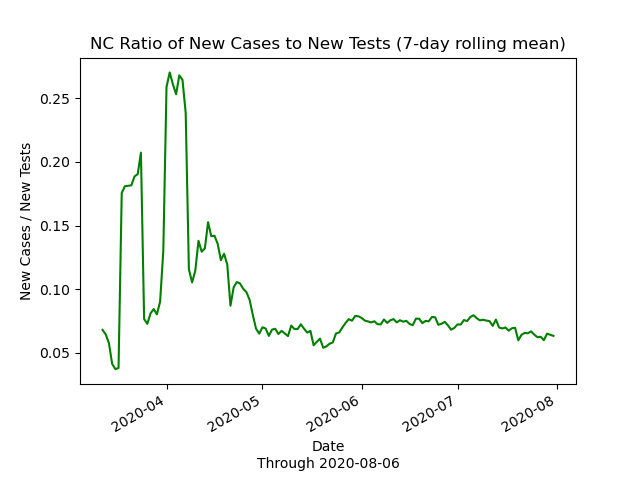 NC Ratio of New Cases to New Tests (7-day rolling mean)
New Cases / New Tests
0.25
0.20
0.15
0.10
0.05
2020-04
2020-05
2020-06
2020-07
2020-08
Date
Through 2020-08-06